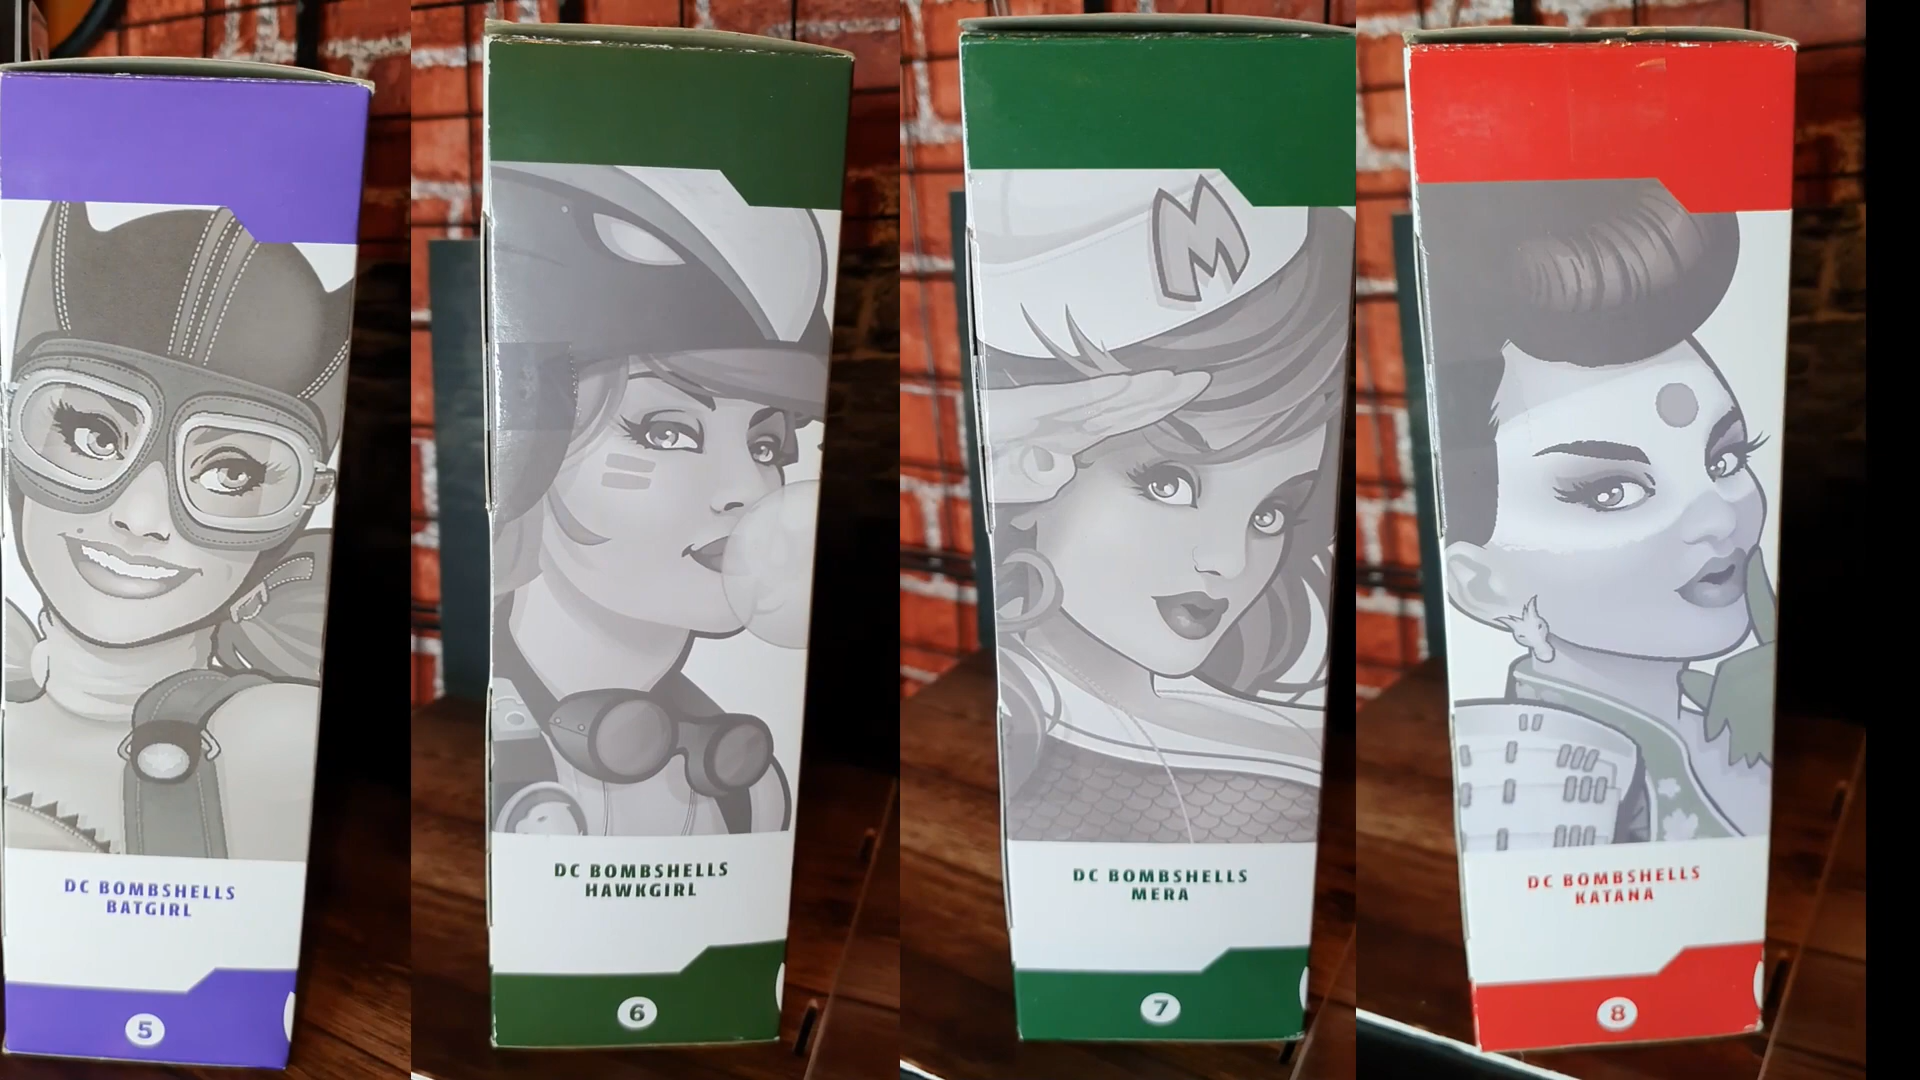 M
DC BOMBSHELLS
BATGIRL
5
DC BOMBSHELLS
HAWKGIRL
6
DC BOMBSHELLS
MERA
7
DC BOMBSHELLS
KATANA
8